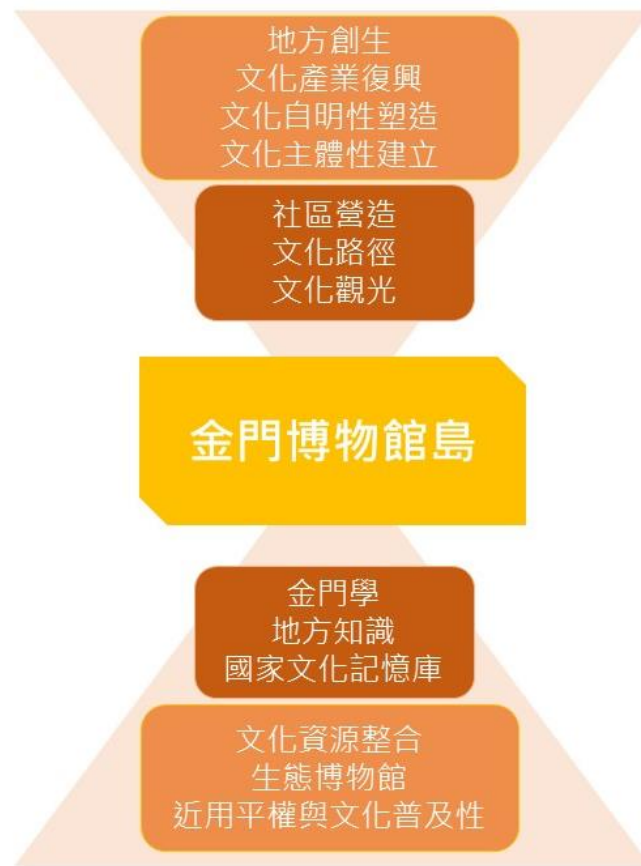 地方創生
文化產業復興
文化自明性塑造
文化主體性建立
社區營造
文化路徑
文化觀光
金門博物館島
金門學
地方知識
國家文化記憶庫
文化資源整合
生態博物館
近用平權與文化普及性